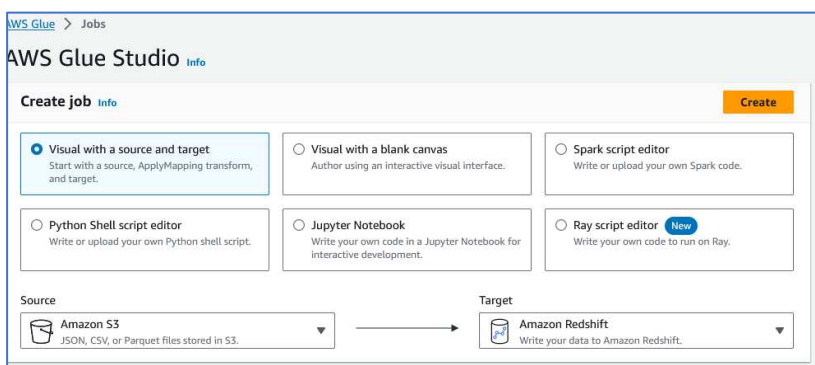 AWS Glue > Jobs
AWS Glue Studio Info
Create job Info
Create
Visual with a source and target
Start with a source, ApplyMapping transform,
and target.
Visual with a blank canvas
Author using an interactive visual interface.
Spark script editor
Write or upload your own Spark code.
Python Shell script editor
Write or upload your own Python shell script.
Jupyter Notebook
Write your own code in a Jupyter Notebook for
interactive development.
Ray script editor New
Write your own code to run on Ray.
Source
Amazon S3
JSON, CSV, or Parquet files stored in S3.
Target
Amazon Redshift
Write your data to Amazon Redshift.